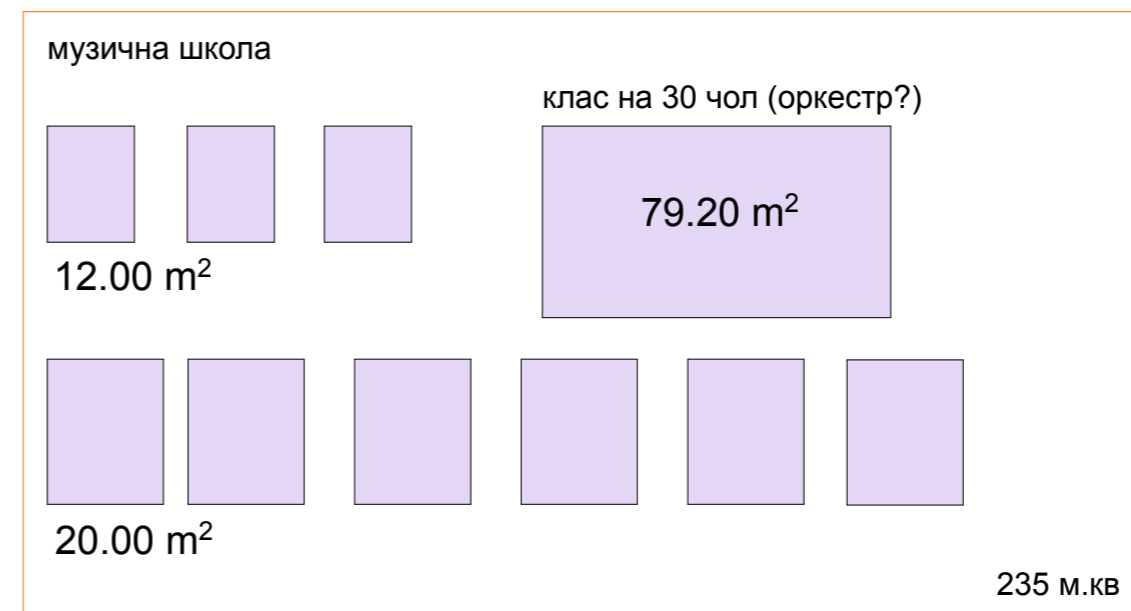 музична школа
клас на 30 чол (оркестр?)
79.20 m²
12.00 m²
20.00 m²
235 м.кв